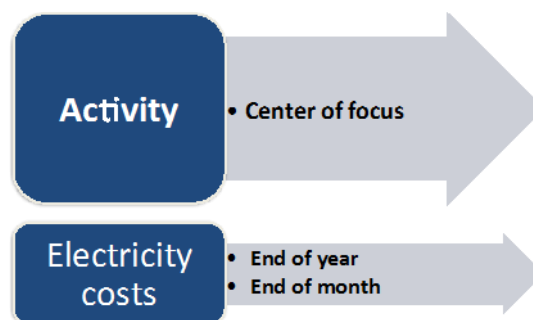 Activity
• Center of focus
Electricity
costs
• End of year
• End of month